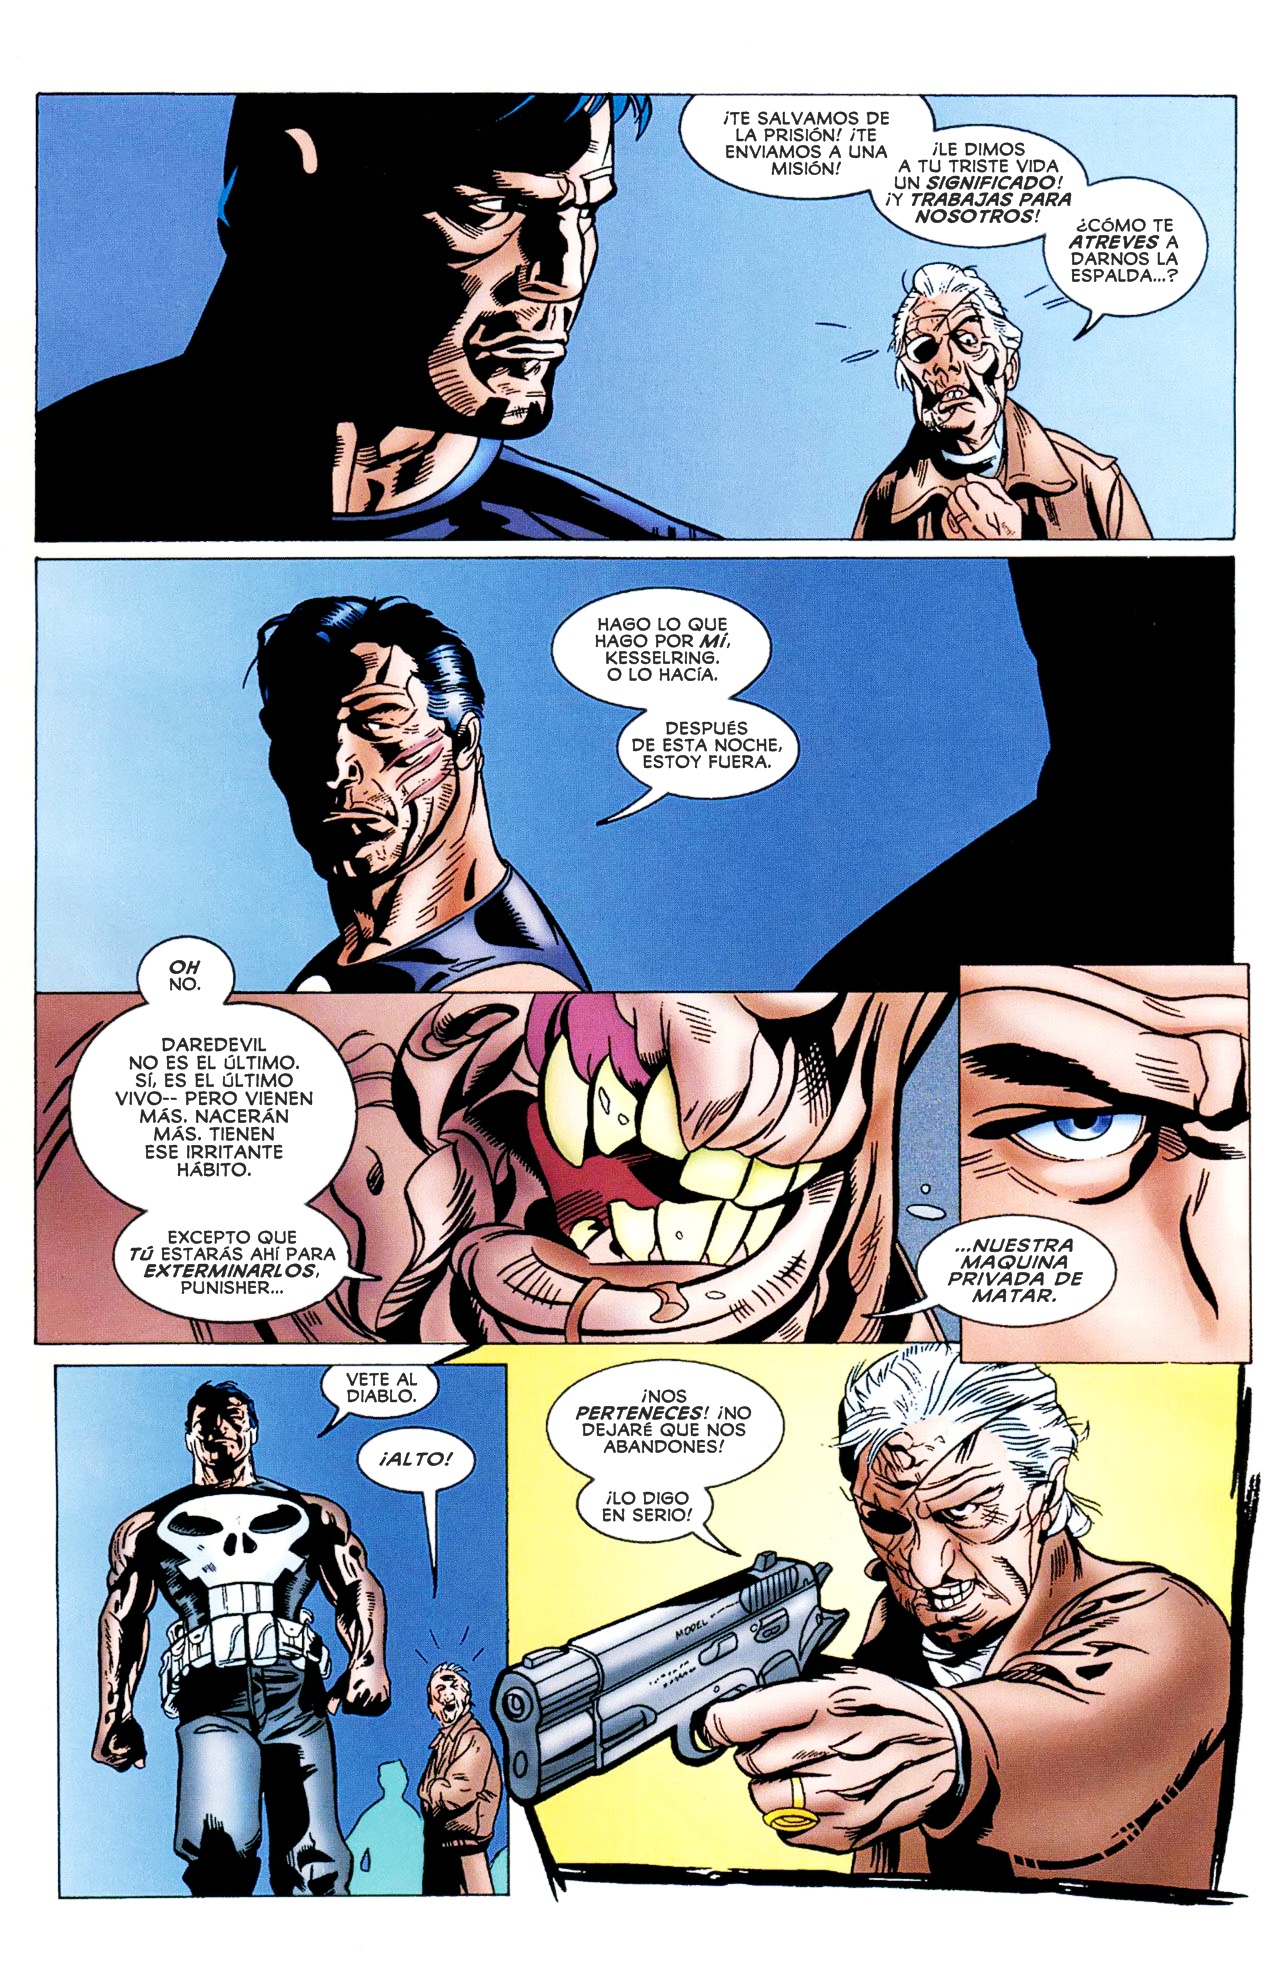 ¡TE SALVAMOS DE
LA PRISIÓN! ¡TE
ENVIAMOS A UNA
MISIÓN!
¡LE DIMOS
A TU TRISTE VIDA
UN SIGNIFICADO!
¡Y TRABAJAS PARA
NOSOTROS!
¿CÓMO TE
ATREVES A
DARNOS LA
ESPALDA...?
HAGO LO QUE
HAGO POR MÍ,
KESSELRING.
O LO HACÍA.
DESPUÉS
DE ESTA NOCHE,
ESTOY FUERA.
OH
NO.
DAREDEVIL
NO ES EL ÚLTIMO.
SÍ, ES EL ÚLTIMO
VIVO-- PERO VIENEN
MÁS. NACERÁN
MÁS. TIENEN
ESE IRRITANTE
HÁBITO.
EXCEPTO QUE
TÚ ESTARÁS AHÍ PARA
EXTERMINARLOS,
PUNISHER...
...NUESTRA
MAQUINA
PRIVADA DE
MATAR.
VETE AL
DIABLO.
¡ALTO!
¡NOS
PERTENECES! ¡NO
DEJARÉ QUE NOS
ABANDONES!
¡LO DIGO
EN SERIO!
MODEL